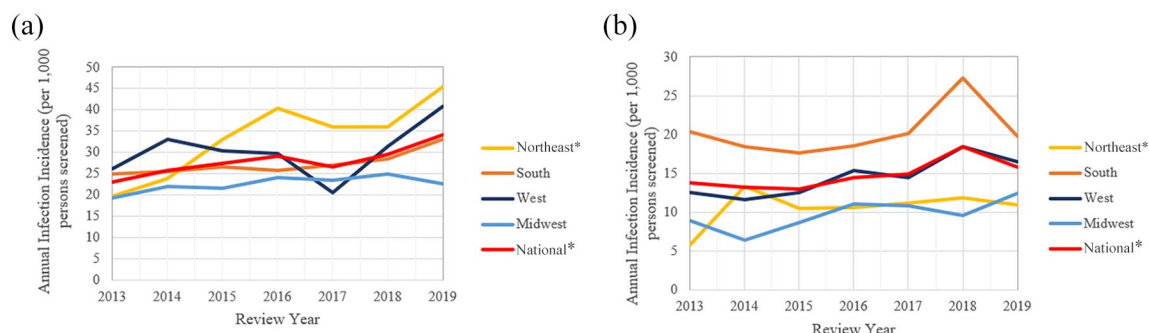 (a)
Annual Infection Incidence (per 1,000
persons screened)
50
45
40
35
30
25
20
15
10
5
0
2013 2014 2015 2016 2017 2018 2019
Review Year
Northeast*
South
West
Midwest
National*
(b)
Annual Infection Incidence (per 1,000
persons screened)
30
25
20
15
10
5
0
2013 2014 2015 2016 2017 2018 2019
Review Year
Northeast*
South
West
Midwest
National*